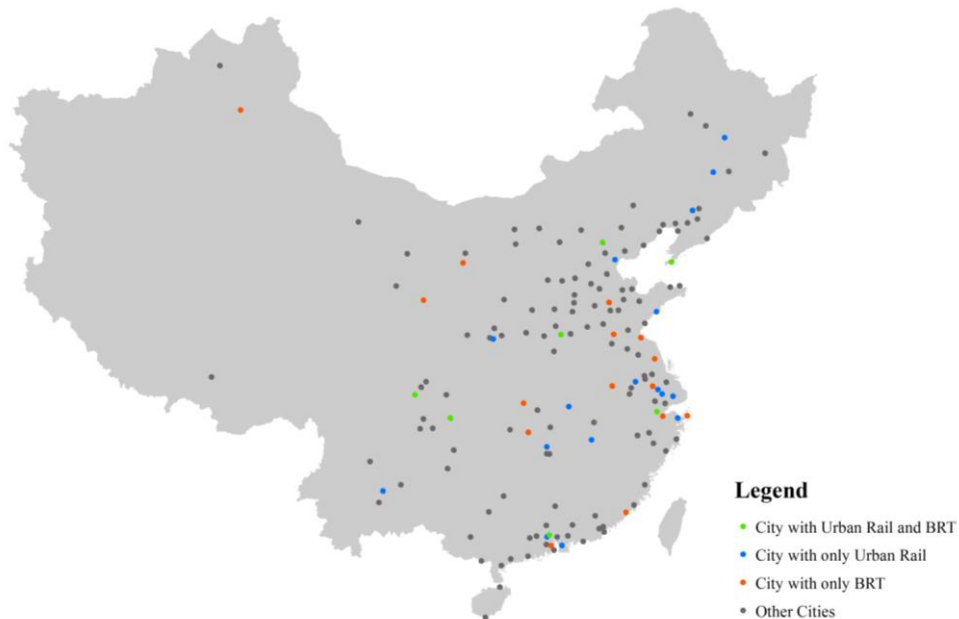 Legend
City with Urban Rail and BRT
City with only Urban Rail
City with only BRT
Other Cities